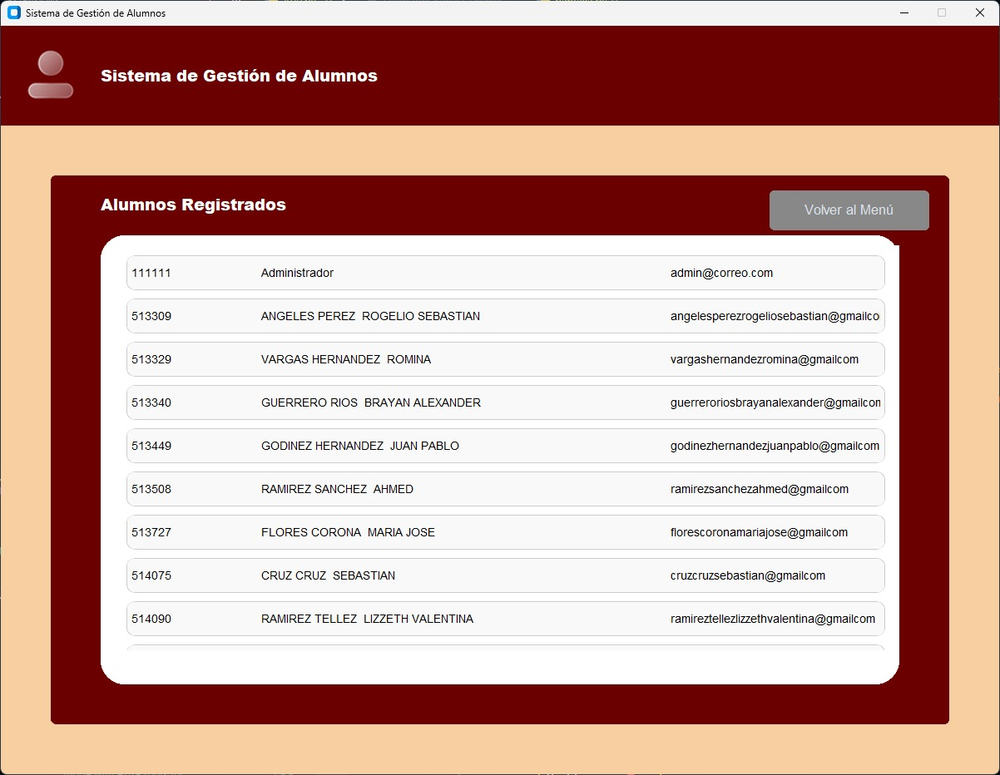 Sistema de Gestión de Alumnos
Sistema de Gestión de Alumnos
Alumnos Registrados
Volver al Menú
111111 Administrador admin@correo.com
513309 ANGELES PEREZ ROGELIO SEBASTIAN angelesperezrogeliosebastian@gmailco
513329 VARGAS HERNANDEZ ROMINA vargashernandezromina@gmailcom
513340 GUERRERO RIOS BRAYAN ALEXANDER guerreroriosbrayanalexander@gmailcon
513449 GODINEZ HERNANDEZ JUAN PABLO godinezhernandezjuanpablo@gmailcom
513508 RAMIREZ SANCHEZ AHMED ramirezsanchezahmed@gmailcom
513727 FLORES CORONA MARIA JOSE florescoronamariajose@gmailcom
514075 CRUZ CRUZ SEBASTIAN cruzcruzsebastian@gmailcom
514090 RAMIREZ TELLEZ LIZZETH VALENTINA ramireztellezlizzethvalentina@gmailcom